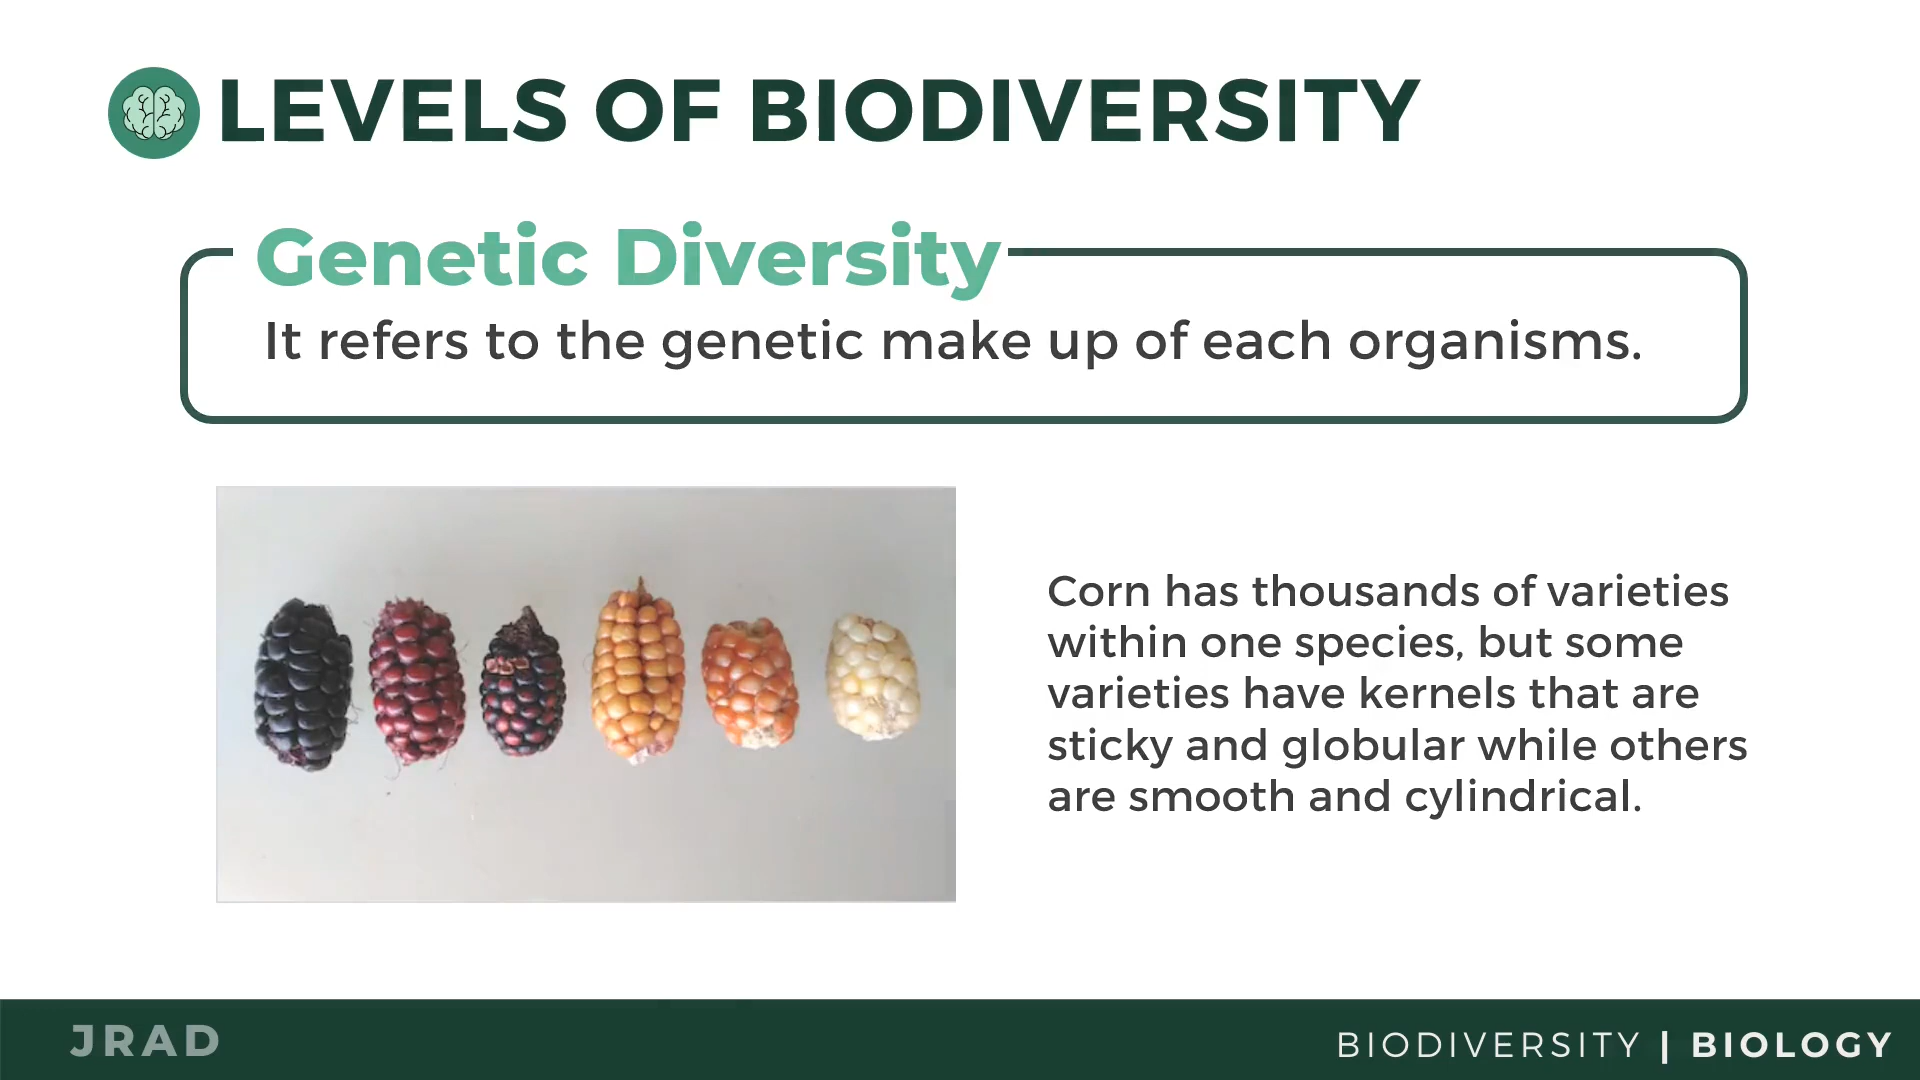 LEVELS OF BIODIVERSITY
Genetic Diversity
It refers to the genetic make up of each organisms.
Corn has thousands of varieties
within one species, but some
varieties have kernels that are
sticky and globular while others
are smooth and cylindrical.
JRAD
BIODIVERSITY | BIOLOGY